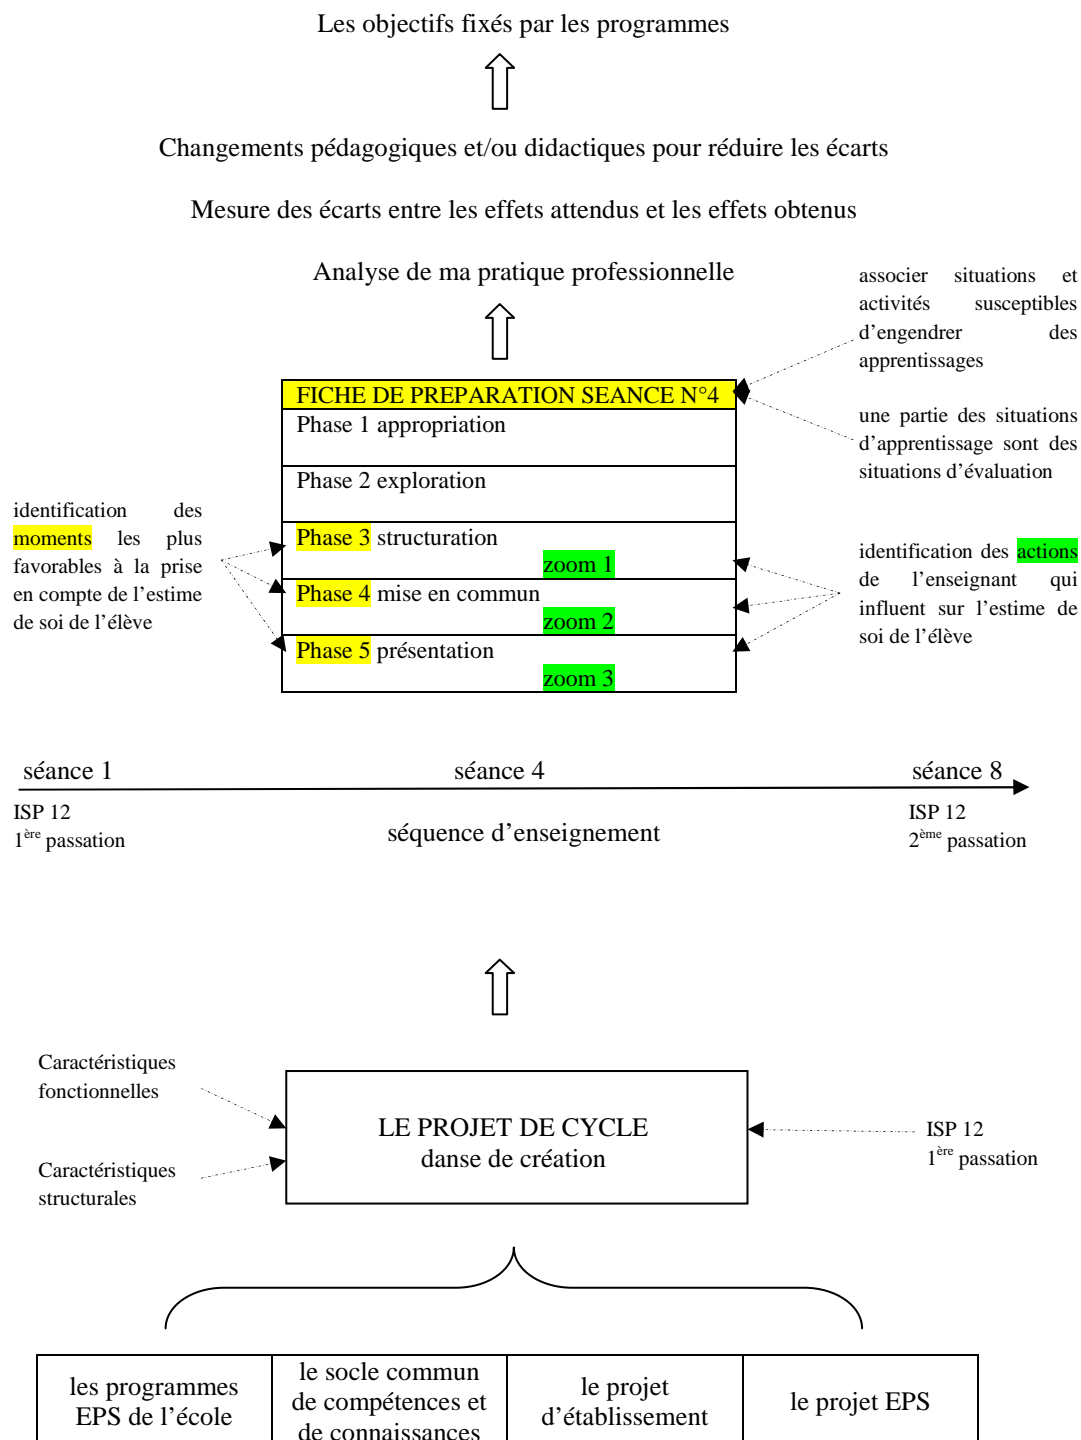 Les objectifs fixés par les programmes
Changements pédagogiques et/ou didactiques pour réduire les écarts
Mesure des écarts entre les effets attendus et les effets obtenus
Analyse de ma pratique professionnelle
associer situations et
activités susceptibles
d’engendrer des
apprentissages
une partie des situations
d’apprentissage sont des
situations d’évaluation
FICHE DE PREPARATION SEANCE N°4
Phase 1 appropriation
Phase 2 exploration
Phase 3 structuration
zoom 1
Phase 4 mise en commun
zoom 2
Phase 5 présentation
zoom 3
identification des
moments les plus
favorables à la prise
en compte de l’estime
de soi de l’élève
identification des actions
de l’enseignant qui
influent sur l’estime de
soi de l’élève
séance 1
séance 4
séance 8
ISP 12
1ère passation
séquence d’enseignement
ISP 12
2ème passation
Caractéristiques
fonctionnelles
Caractéristiques
structurales
LE PROJET DE CYCLE
danse de création
ISP 12
1ère passation
les programmes
EPS de l’école
le socle commun
de compétences et
de connaissances
le projet
d’établissement
le projet EPS